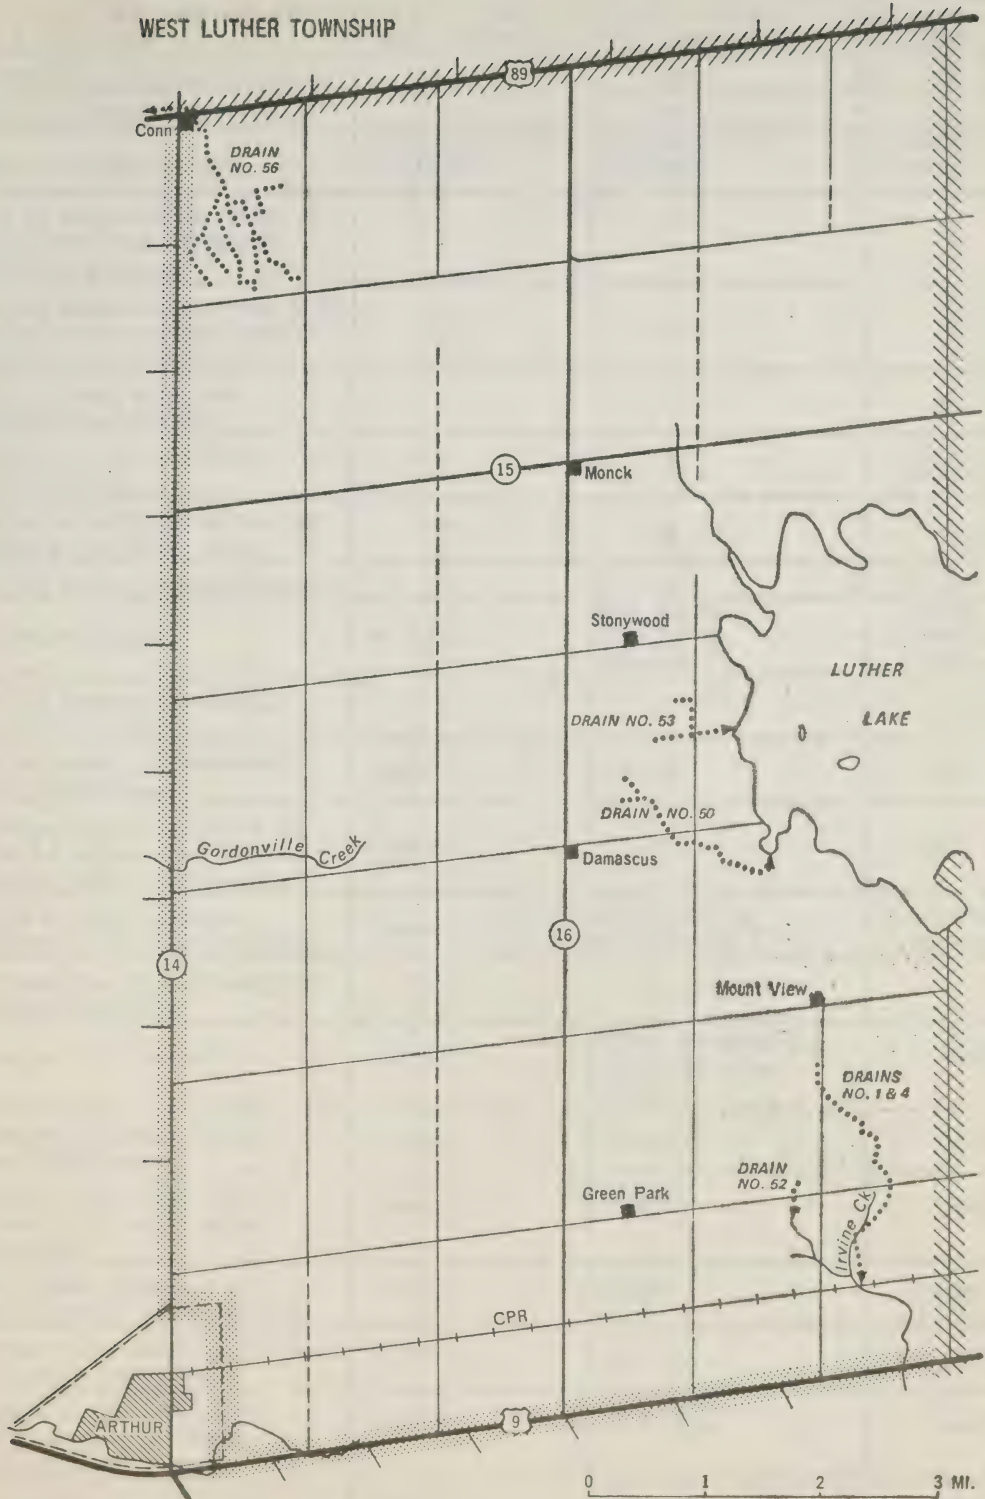 WEST LUTHER TOWNSHIP
89
Conn
DRAIN
NO. 56
15
Monck
Stonywood
LUTHER
LAKE
DRAIN NO. 53
DRAIN NO. 50
Gordonville Creek
Damascus
16
14
Mount View
DRAINS
NO. 1 & 4
DRAIN
NO. 52
Green Park
Irvine Ck
CPR
ARTHUR
9
0 1 2 3 MI.